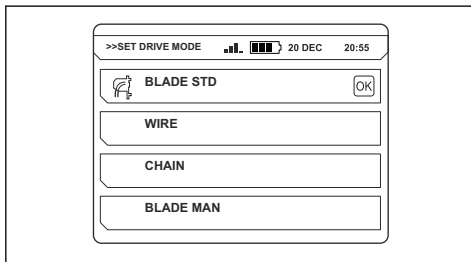 >>SET DRIVE MODE 20 DEC 20:55
BLADE STD OK
WIRE
CHAIN
BLADE MAN